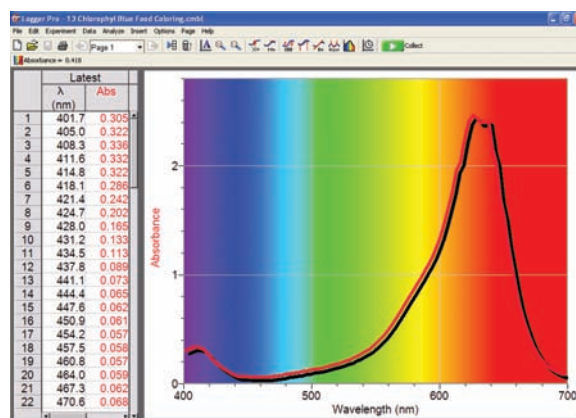 Logger Pro - 13 Chlorophyl Blue Food Coloring.cmbl
File Edit Experiment Data Analyze Insert Options Page Help
Page 1
Collect
Absorbance = 0.418
Latest
λ Abs
(nm)
1 401.7 0.305
2 405.0 0.322
3 408.3 0.336
4 411.6 0.332
5 414.8 0.322
6 418.1 0.286
7 421.4 0.242
8 424.7 0.202
9 428.0 0.165
10 431.2 0.133
11 434.5 0.113
12 437.8 0.089
13 441.1 0.073
14 444.4 0.065
15 447.6 0.062
16 450.9 0.061
17 454.2 0.057
18 457.5 0.058
19 460.8 0.057
20 464.0 0.059
21 467.3 0.062
22 470.6 0.068
Absorbance
2
1
0
400 500 600 700
Wavelength (nm)